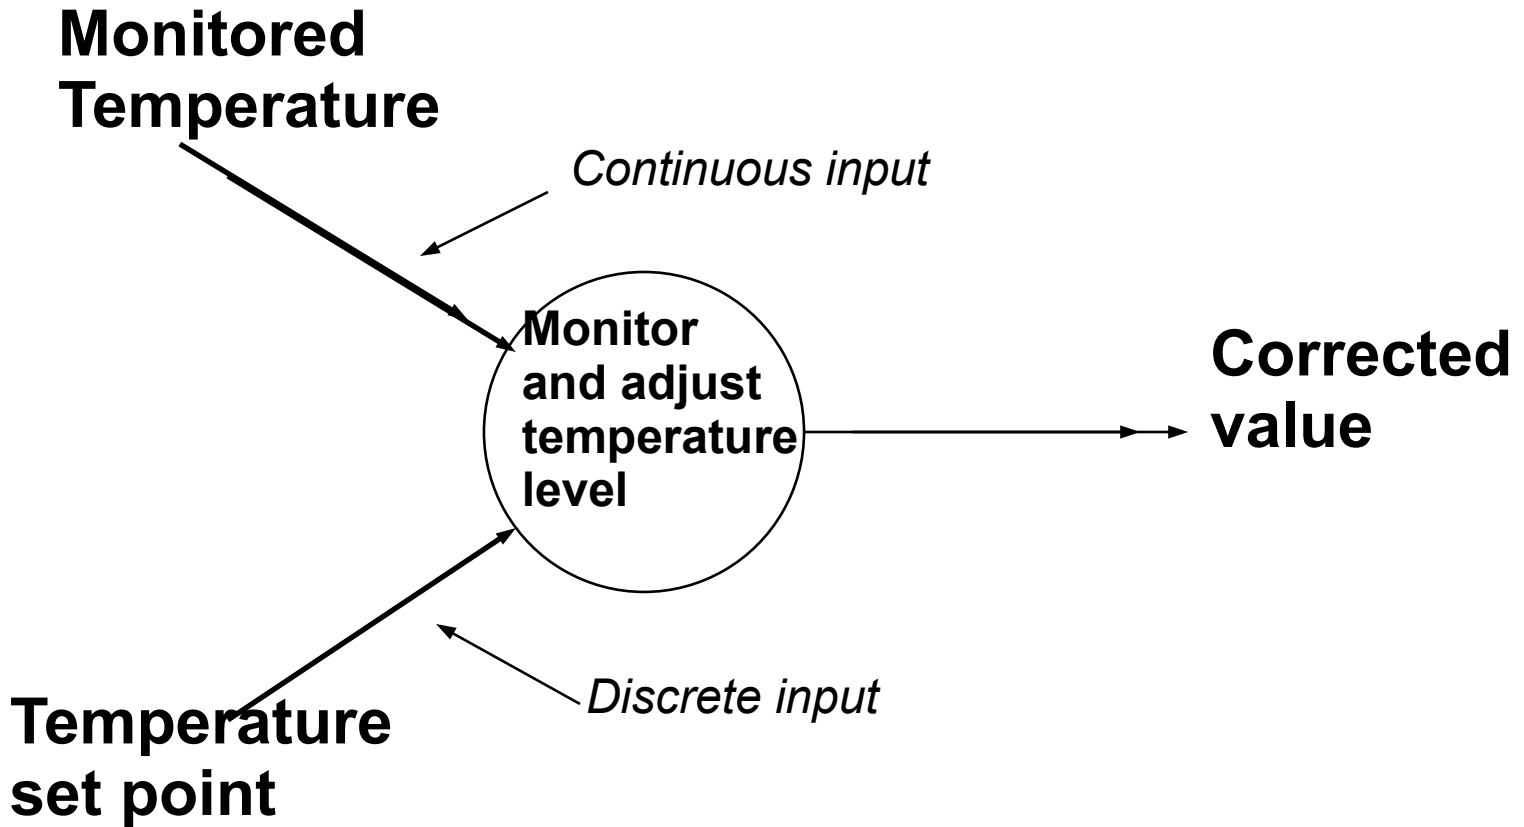 Monitored
Temperature
Continuous input
Monitor
and adjust
temperature
level
Corrected
value
Discrete input
Temperature
set point